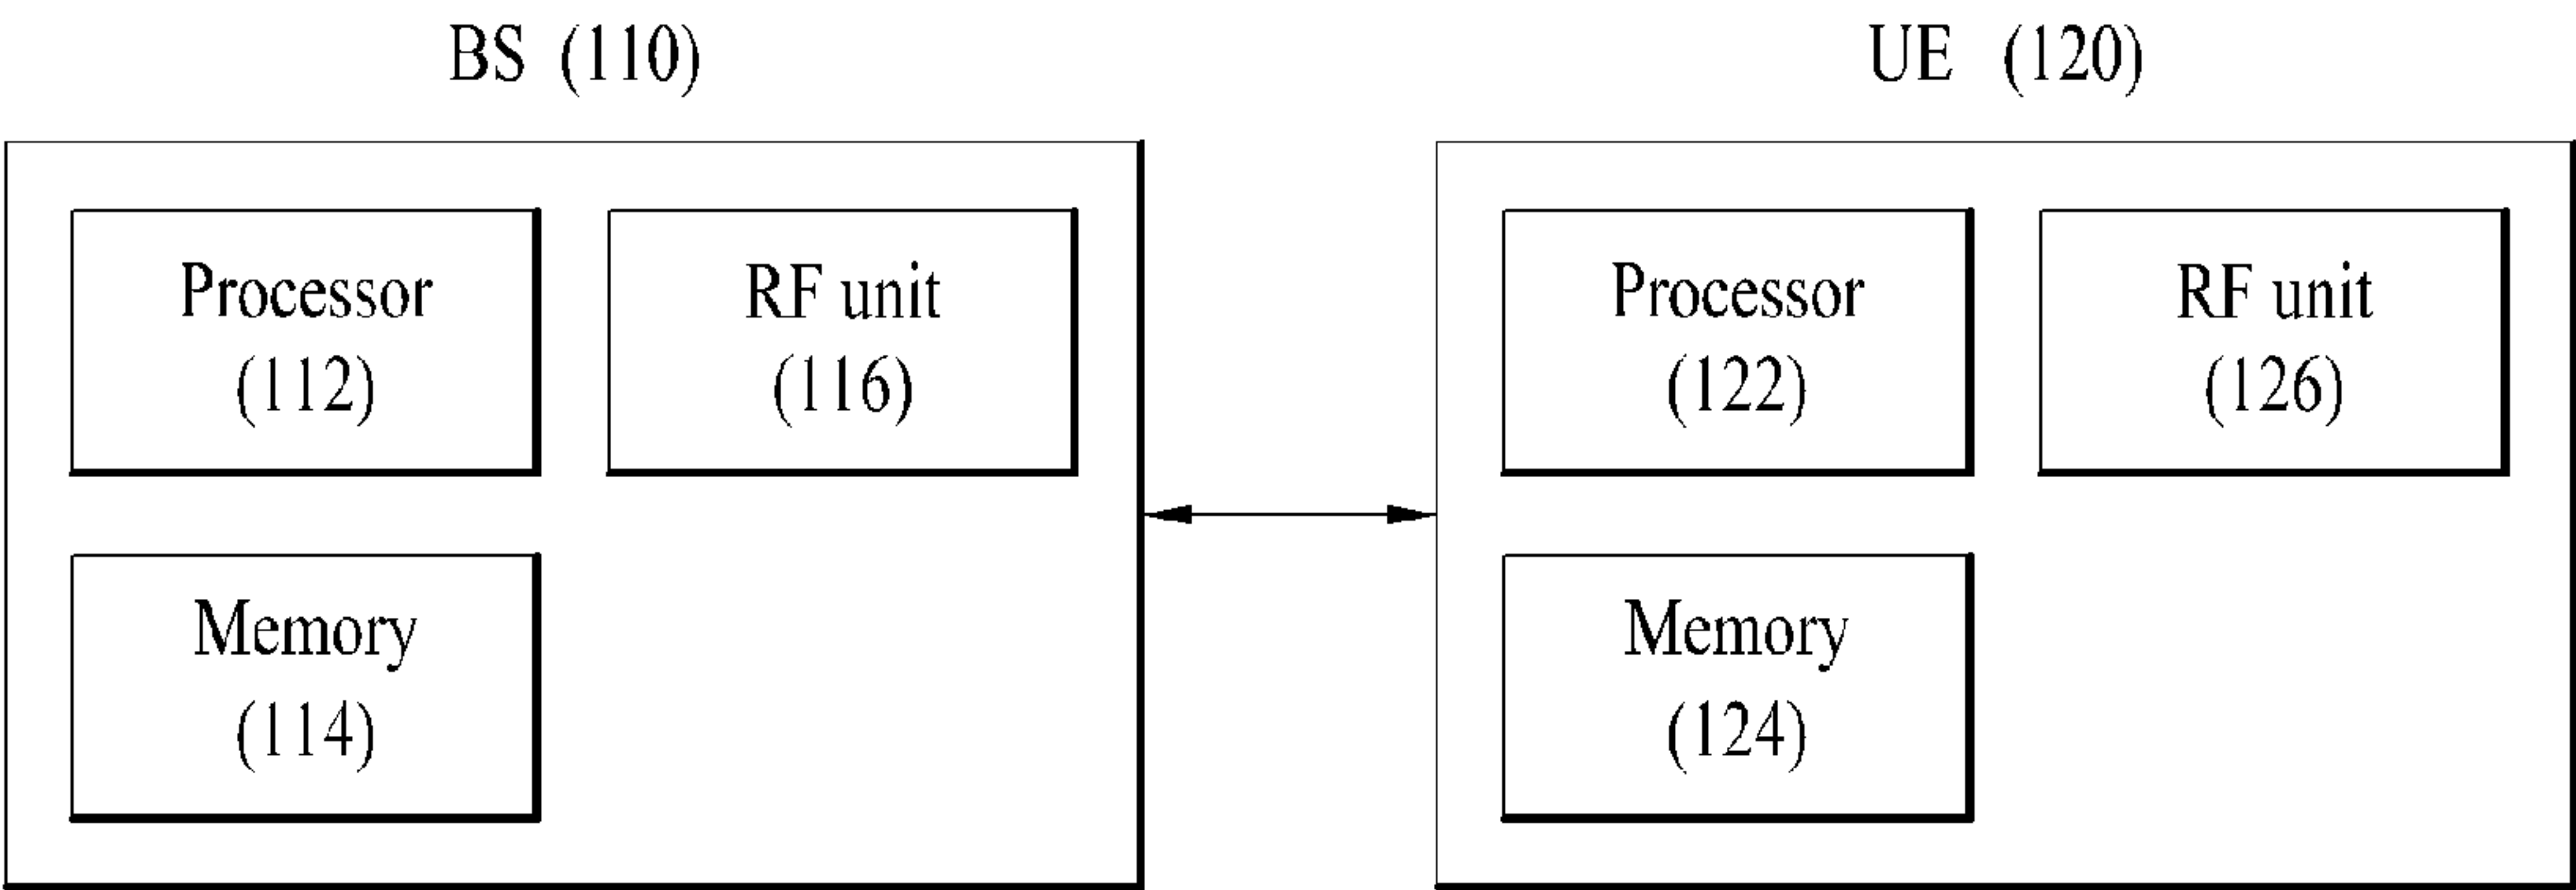 BS (110)
Processor
(112)
RF unit
(116)
Memory
(114)
UE (120)
Processor
(122)
RF unit
(126)
Memory
(124)